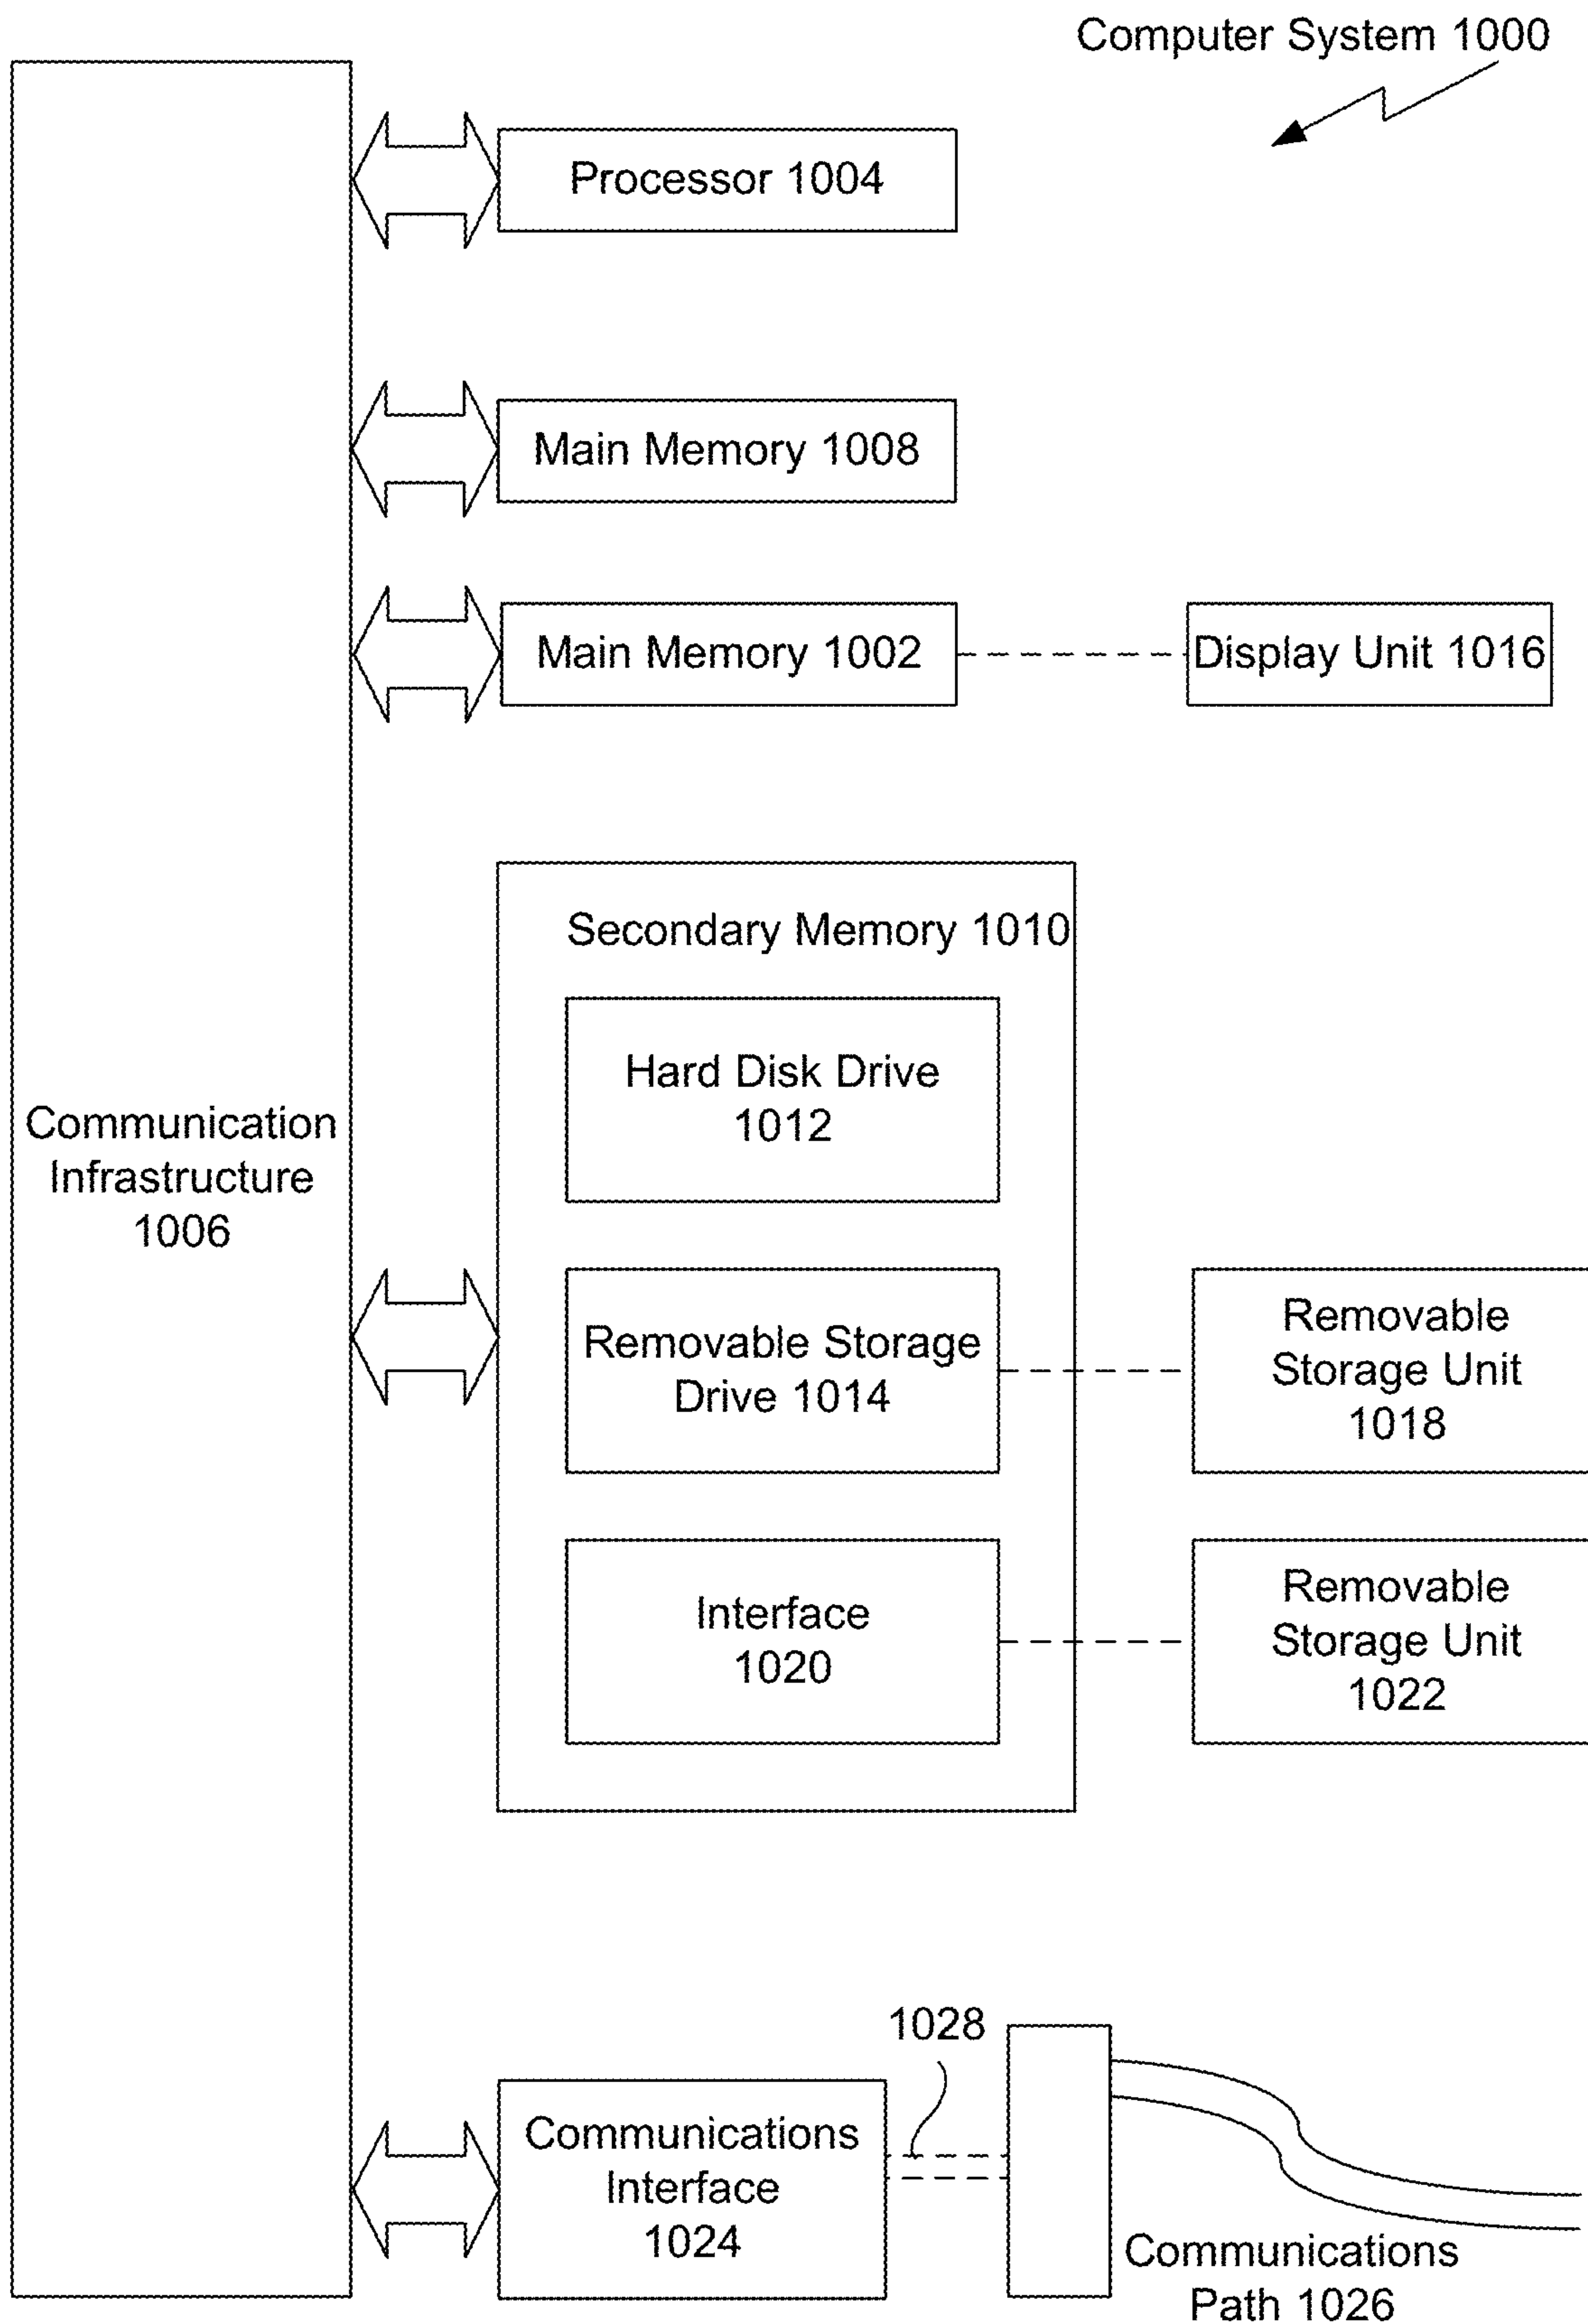 Computer System 1000
Processor 1004
Main Memory 1008
Main Memory 1002
Display Unit 1016
Secondary Memory 1010
Hard Disk Drive
1012
Communication
Infrastructure
1006
Removable Storage
Drive 1014
Removable
Storage Unit
1018
Interface
1020
Removable
Storage Unit
1022
1028
Communications
Interface
1024
Communications
Path 1026